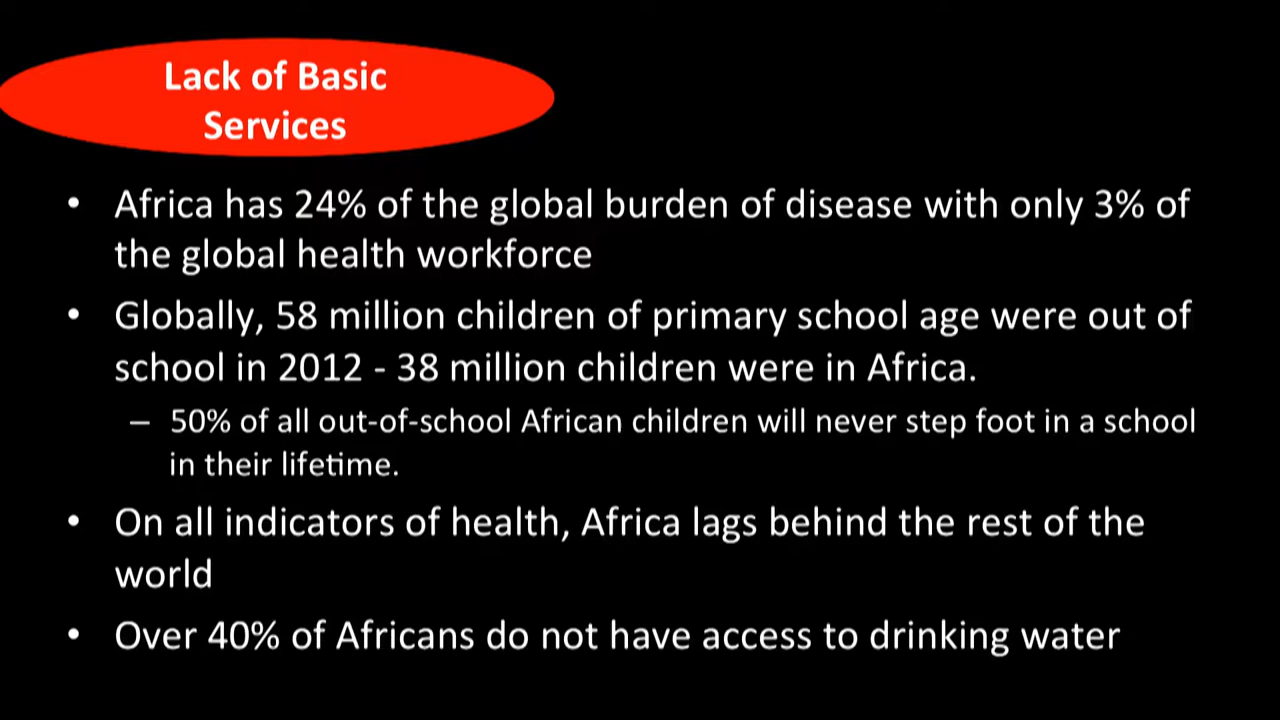 Lack of Basic
Services
• Africa has 24% of the global burden of disease with only 3% of
the global health workforce
• Globally, 58 million children of primary school age were out of
school in 2012 - 38 million children were in Africa.
– 50% of all out-of-school African children will never step foot in a school
in their lifetime.
• On all indicators of health, Africa lags behind the rest of the
world
• Over 40% of Africans do not have access to drinking water